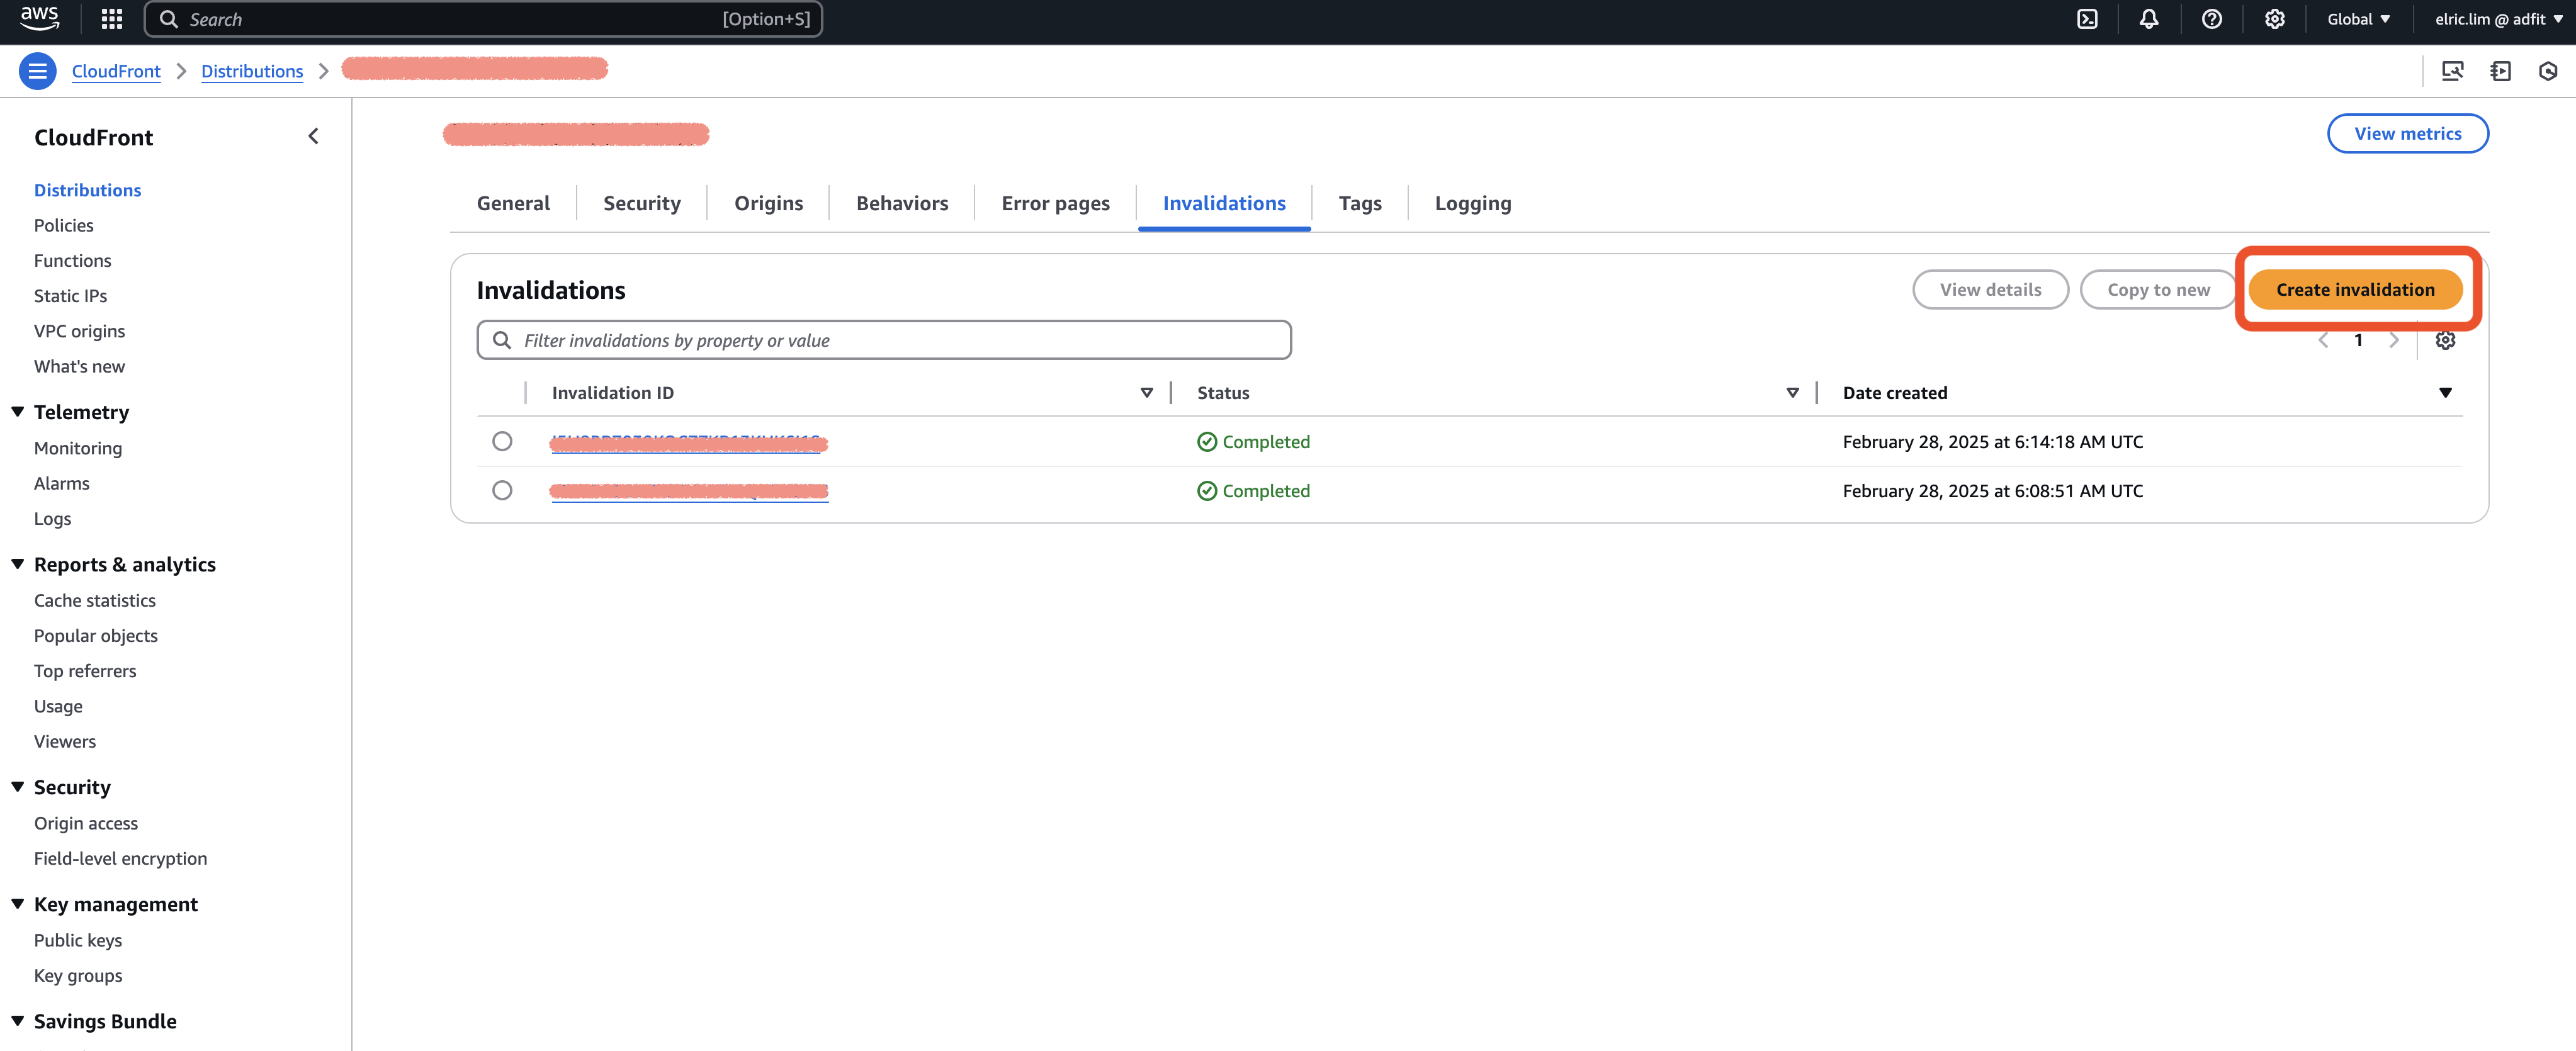 aws
Search [Option+S]
Global elric.lim @ adfit
CloudFront Distributions
CloudFront
Distributions
Policies
Functions
Static IPs
VPC origins
What's new
Telemetry
Monitoring
Alarms
Logs
Reports & analytics
Cache statistics
Popular objects
Top referrers
Usage
Viewers
Security
Origin access
Field-level encryption
Key management
Public keys
Key groups
Savings Bundle
View metrics
General Security Origins Behaviors Error pages Invalidations Tags Logging
Invalidations
View details Copy to new Create invalidation
Filter invalidations by property or value
1
Invalidation ID Status Date created
Completed February 28, 2025 at 6:14:18 AM UTC
Completed February 28, 2025 at 6:08:51 AM UTC